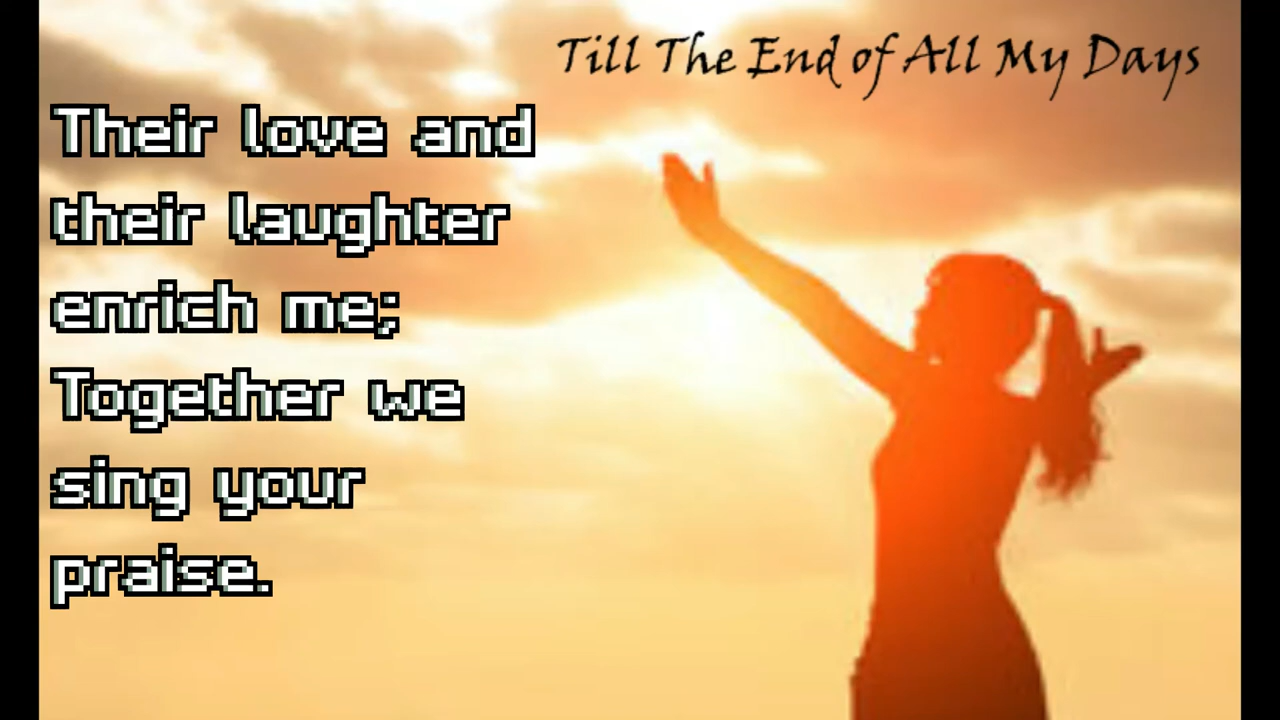 Till The End of All My Days
Their love and
their laughter
enrich me;
Together we
sing your
praise.